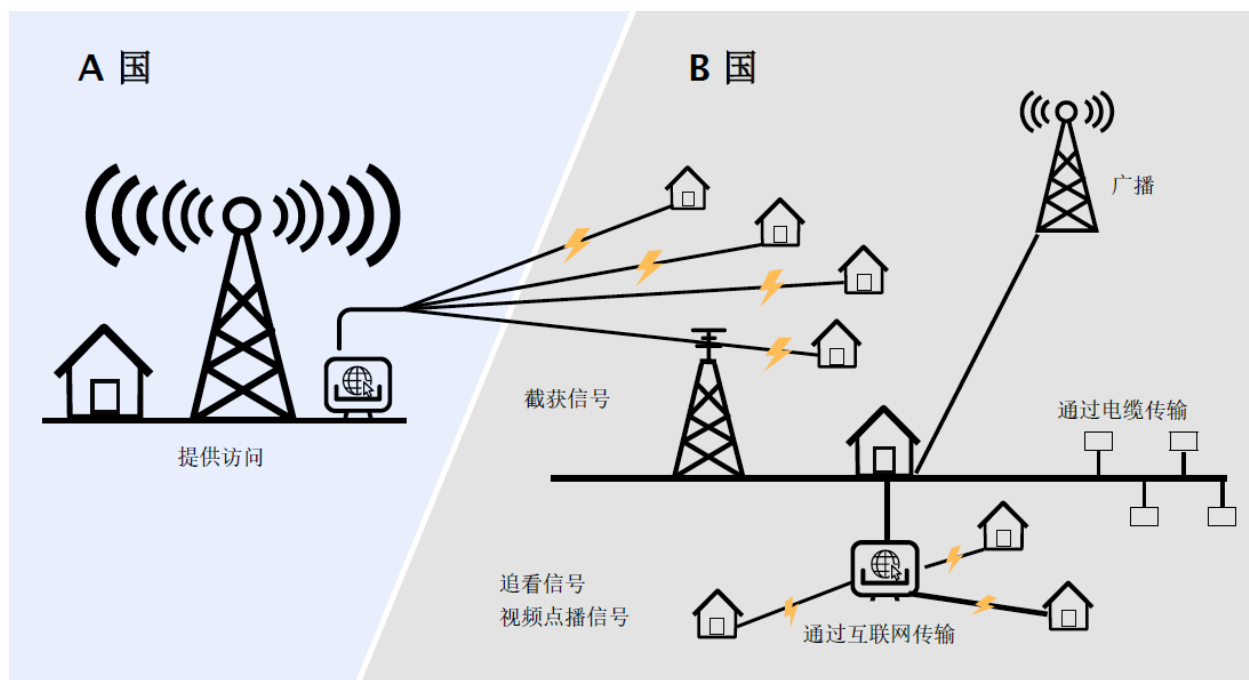 A 国
B 国
广播
截获信号
通过电缆传输
提供访问
追看信号
视频点播信号
通过互联网传输